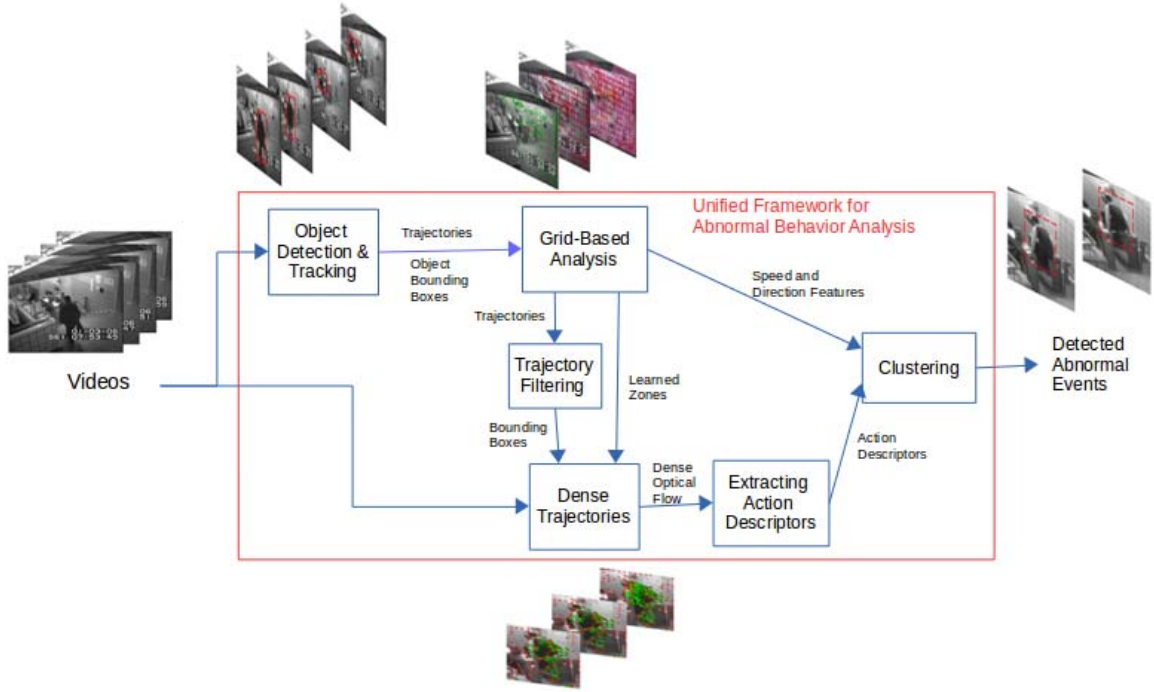 Unified Framework for
Abnormal Behavior Analysis
Object
Detection &
Tracking
Trajectories
Object
Bounding
Boxes
Grid-Based
Analysis
Speed and
Direction Features
Trajectories
Trajectory
Filtering
Learned
Zones
Clustering
Detected
Abnormal
Events
Videos
Bounding
Boxes
Dense
Trajectories
Dense
Optical
Flow
Extracting
Action
Descriptors
Action
Descriptors